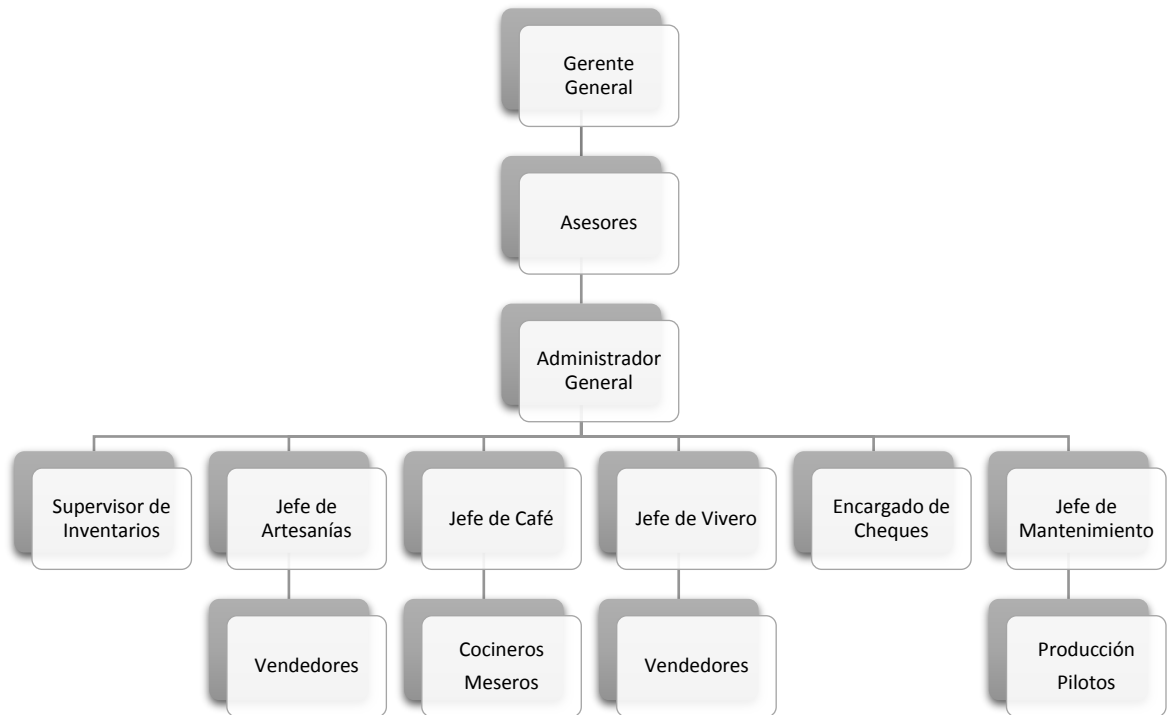 Gerente
General
Asesores
Administrador
General
Supervisor de
Inventarios
Jefe de
Artesanías
Jefe de Café
Jefe de Vivero
Encargado de
Cheques
Jefe de
Mantenimiento
Vendedores
Cocineros
Meseros
Vendedores
Producción
Pilotos